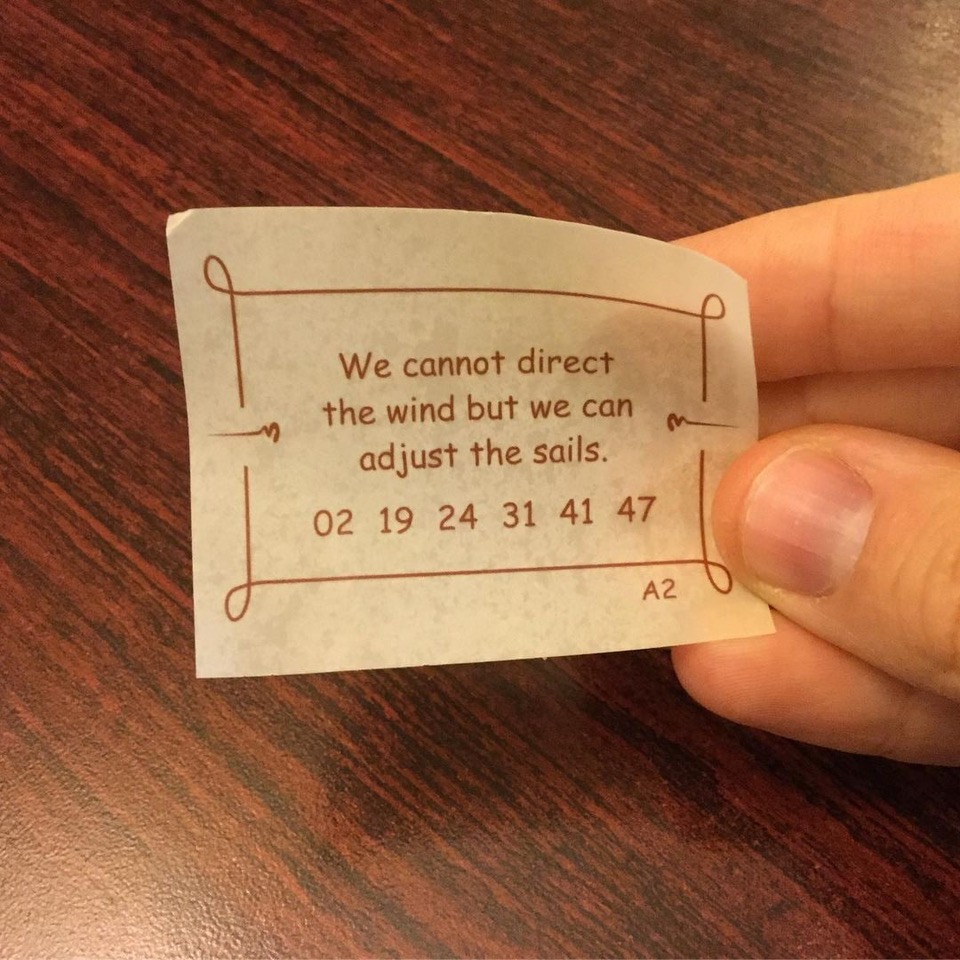 We cannot direct
the wind but we can
adjust the sails.
02 19 24 31 41 47
A2